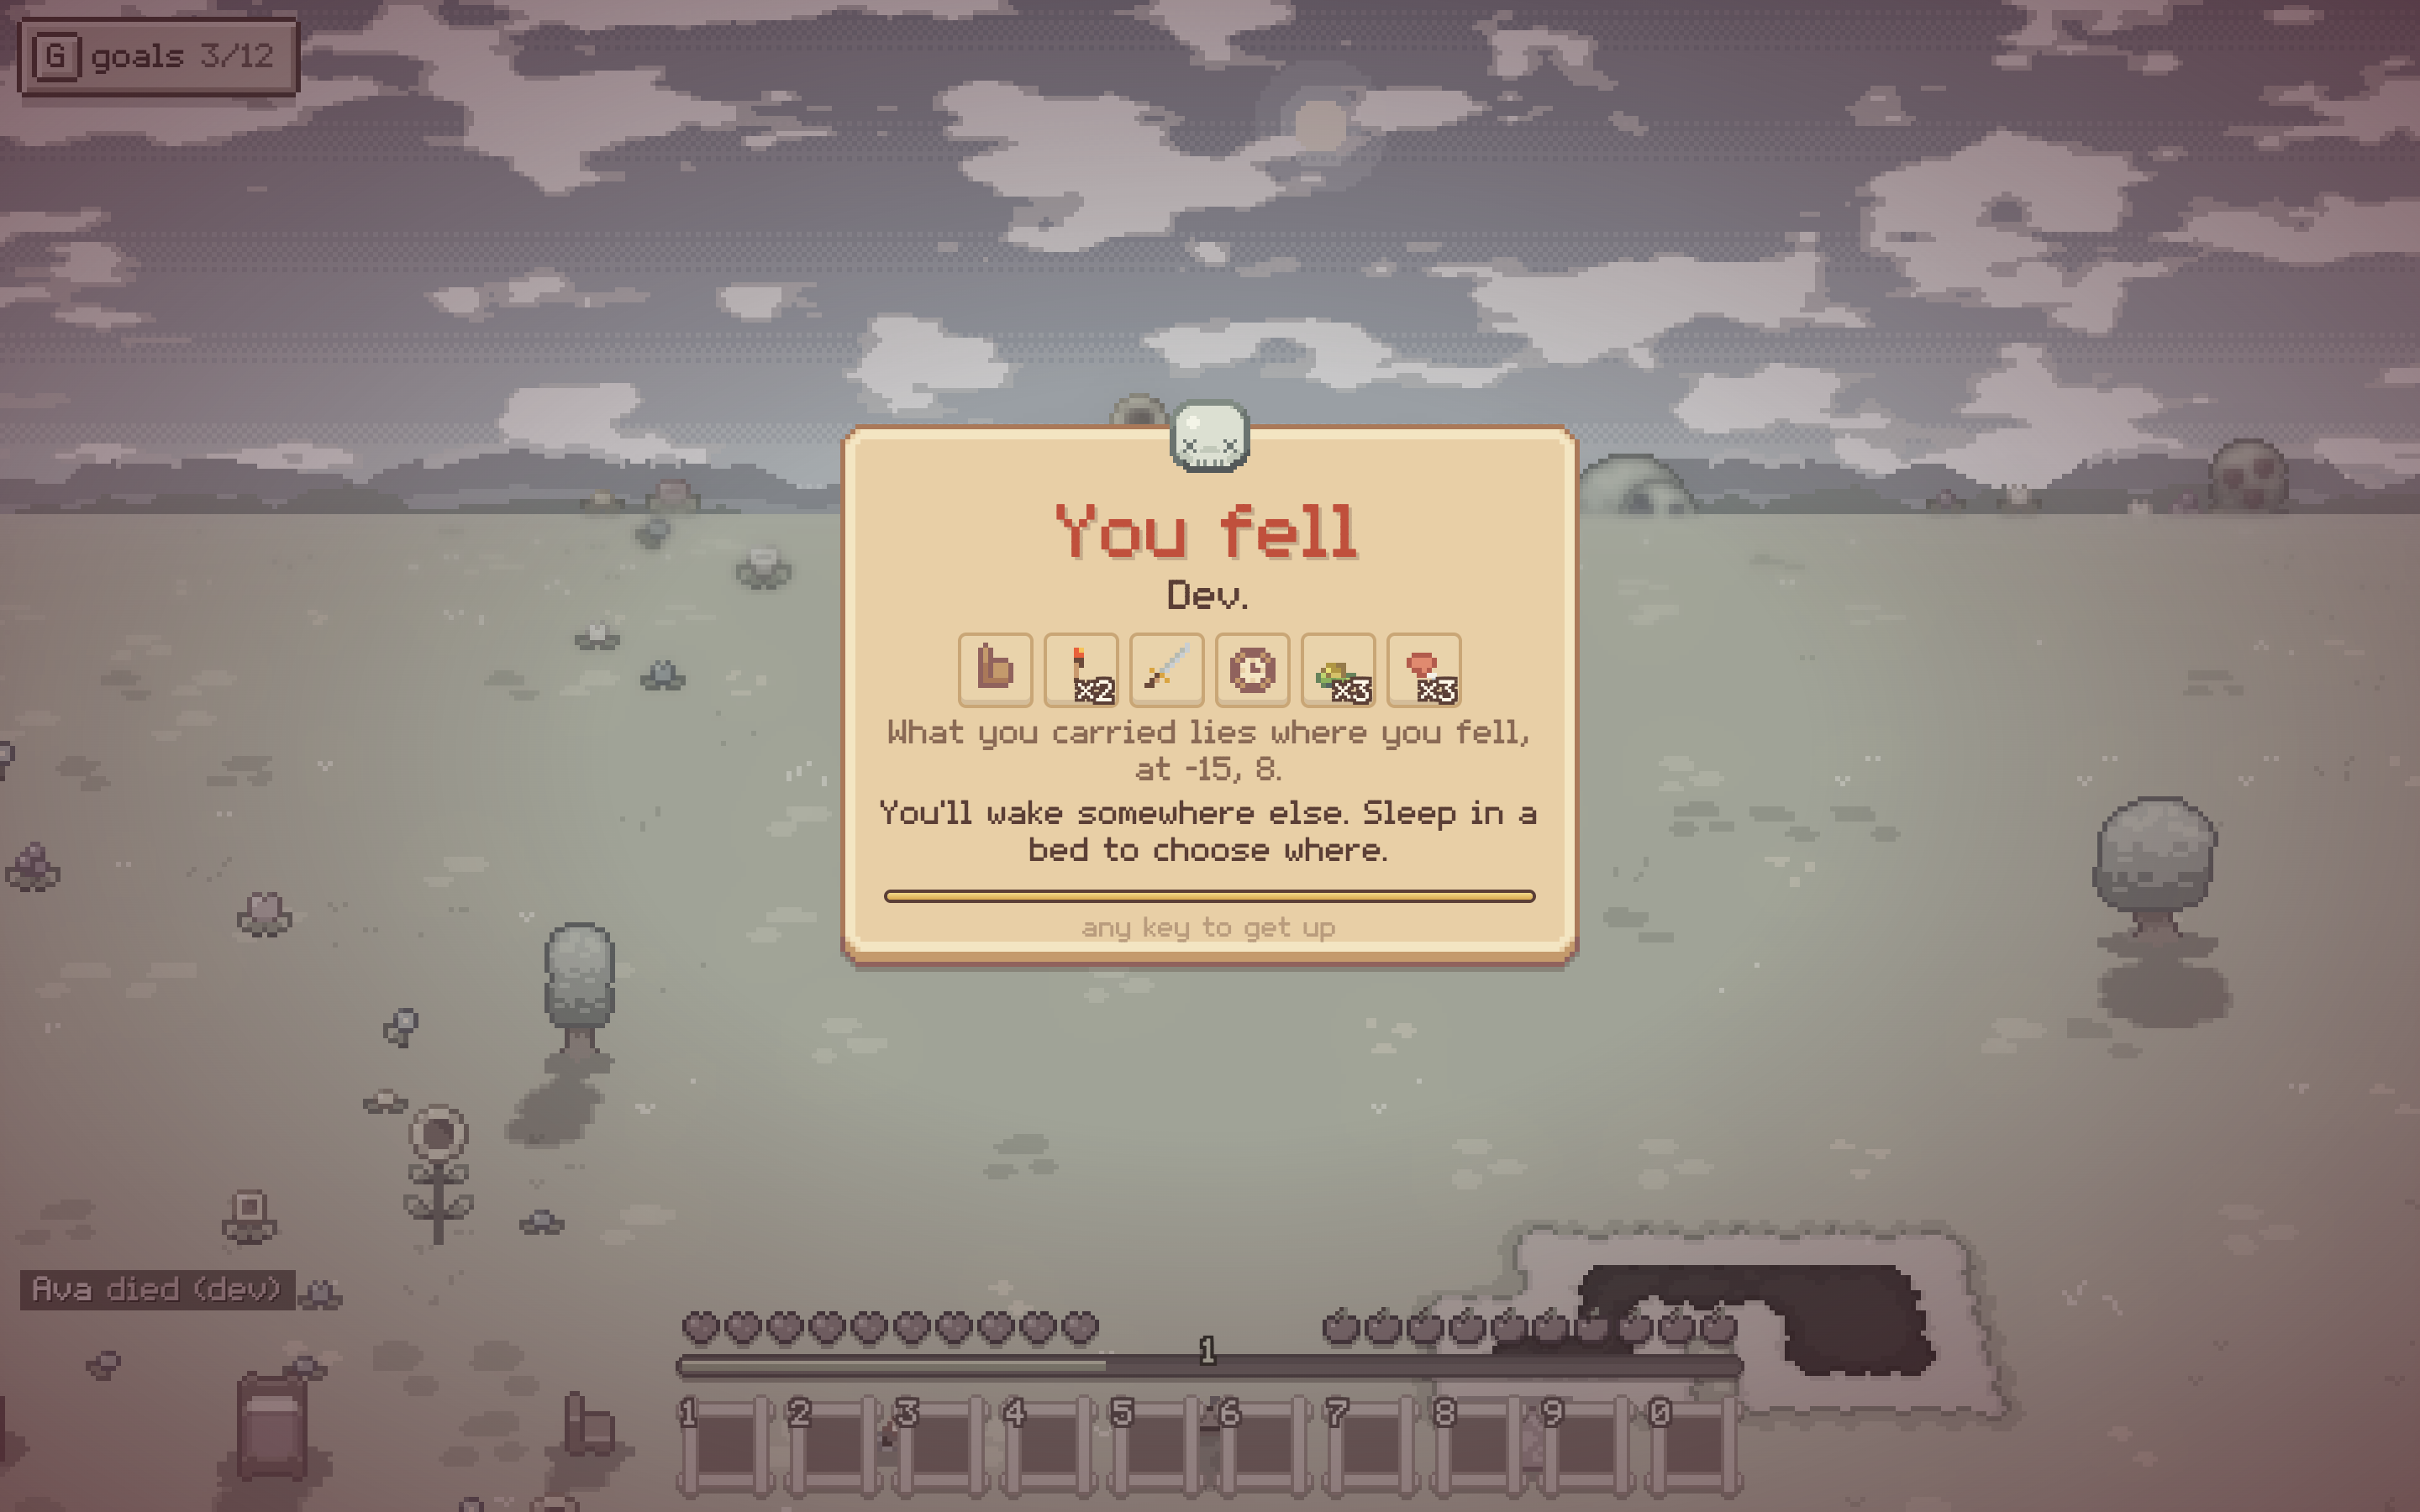 G goals 3/12
You fell
Dev.
x2 x3 x3
What you carried lies where you fell,
at -15, 8.
You'll wake somewhere else. Sleep in a
bed to choose where.
any key to get up
Ava died (dev)
1
1 2 3 4 5 6 7 8 9 0